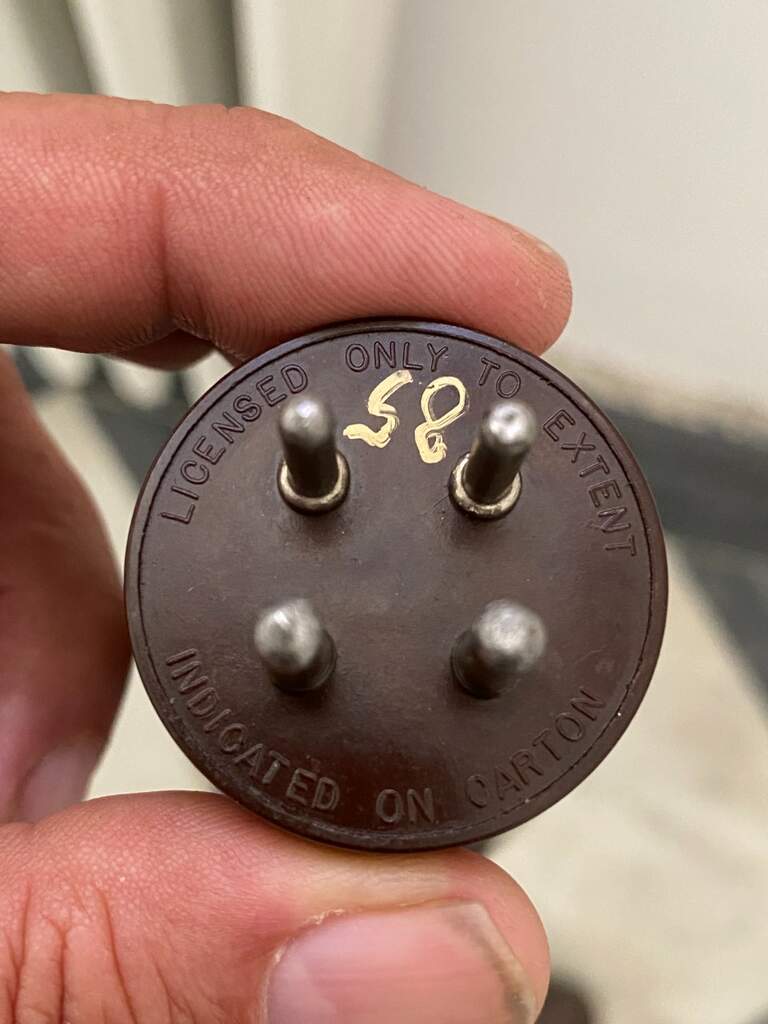 LICENSED ONLY TO EXTENT
58
INDICATED ON CARTON